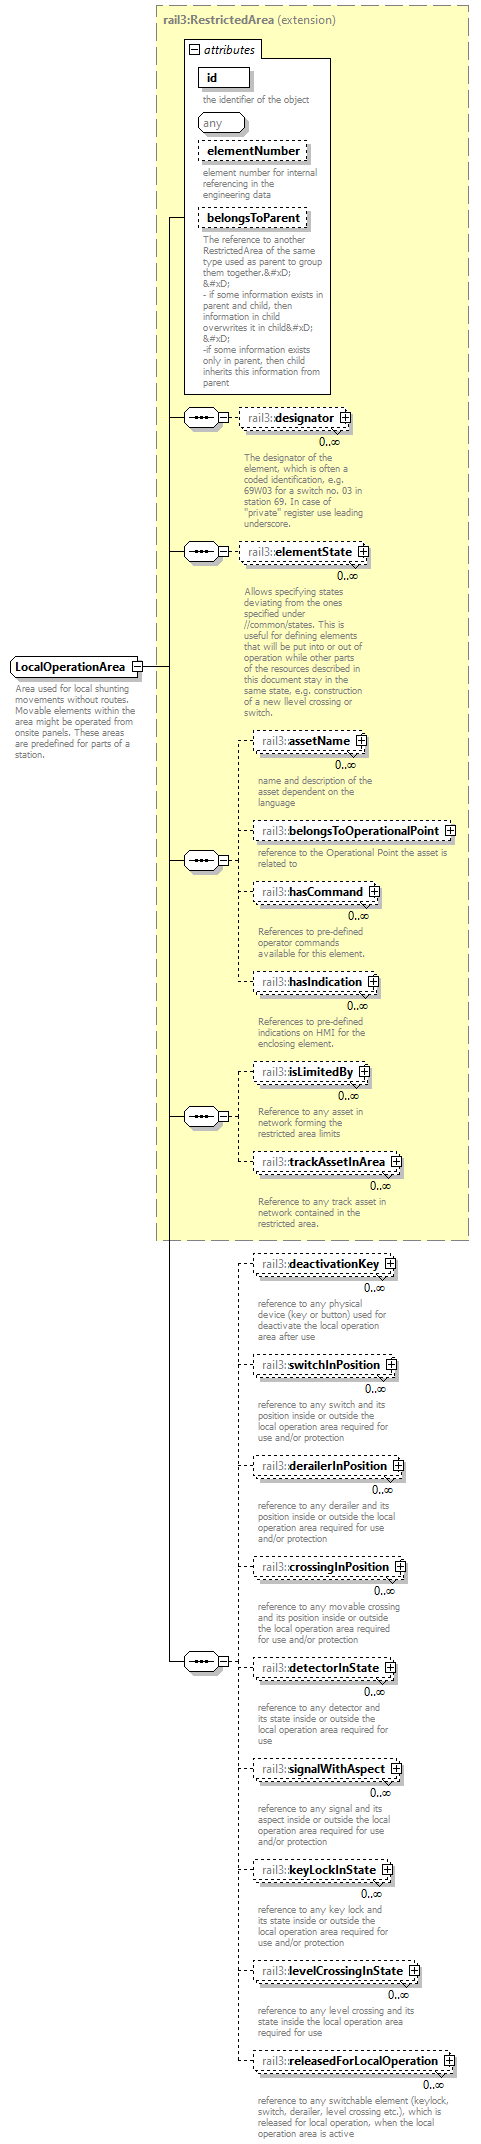 rail3:RestrictedArea (extension)
attributes
id
the identifier of the object
any
elementNumber
element number for internal
referencing in the
engineering data
belongsToParent
The reference to another
RestrictedArea of the same
type used as parent to group
them together.&#xD;
&#xD;
- if some information exists in
parent and child, then
information in child
overwrites it in child&#xD;
&#xD;
-if some information exists
only in parent, then child
inherits this information from
parent
rail3::designator
0..∞
The designator of the
element, which is often a
coded identification, e.g.
69W03 for a switch no. 03 in
station 69. In case of
"private" register use leading
underscore.
rail3::elementState
0..∞
Allows specifying states
deviating from the ones
specified under
//common/states. This is
useful for defining elements
that will be put into or out of
operation while other parts
of the resources described in
this document stay in the
same state, e.g. construction
of a new llevel crossing or
switch.
LocalOperationArea
Area used for local shunting
movements without routes.
Movable elements within the
area might be operated from
onsite panels. These areas
are predefined for parts of a
station.
rail3::assetName
0..∞
name and description of the
asset dependent on the
language
rail3::belongsToOperationalPoint
reference to the Operational Point the asset is
related to
rail3::hasCommand
0..∞
References to pre-defined
operator commands
available for this element.
rail3::hasIndication
0..∞
References to pre-defined
indications on HMI for the
enclosing element.
rail3::isLimitedBy
0..∞
Reference to any asset in
network forming the
restricted area limits
rail3::trackAssetInArea
0..∞
Reference to any track asset in
network contained in the
restricted area.
rail3::deactivationKey
0..∞
reference to any physical
device (key or button) used for
deactivate the local operation
area after use
rail3::switchInPosition
0..∞
reference to any switch and its
position inside or outside the
local operation area required for
use and/or protection
rail3::derailerInPosition
0..∞
reference to any derailer and its
position inside or outside the local
operation area required for use
and/or protection
rail3::crossingInPosition
0..∞
reference to any movable crossing
and its position inside or outside
the local operation area required
for use and/or protection
rail3::detectorInState
0..∞
reference to any detector and
its state inside or outside the
local operation area required for
use
rail3::signalWithAspect
0..∞
reference to any signal and its
aspect inside or outside the local
operation area required for use
and/or protection
rail3::keyLockInState
0..∞
reference to any key lock and
its state inside or outside the
local operation area required for
use and/or protection
rail3::levelCrossingInState
0..∞
reference to any level crossing and its
state inside the local operation area
required for use
rail3::releasedForLocalOperation
0..∞
reference to any switchable element (keylock,
switch, derailer, level crossing etc.), which is
released for local operation, when the local
operation area is active